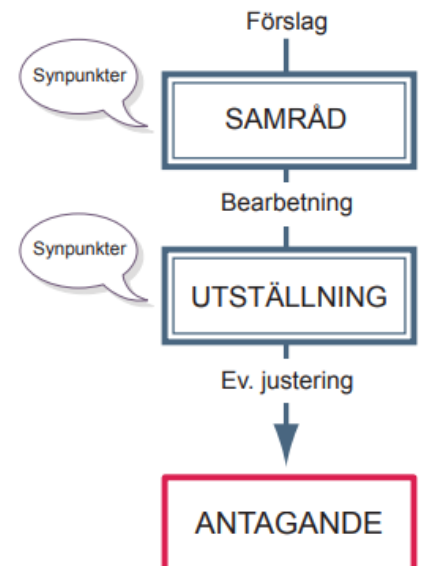 Förslag
Synpunkter
SAMRÅD
Bearbetning
Synpunkter
UTSTÄLLNING
Ev. justering
ANTAGANDE